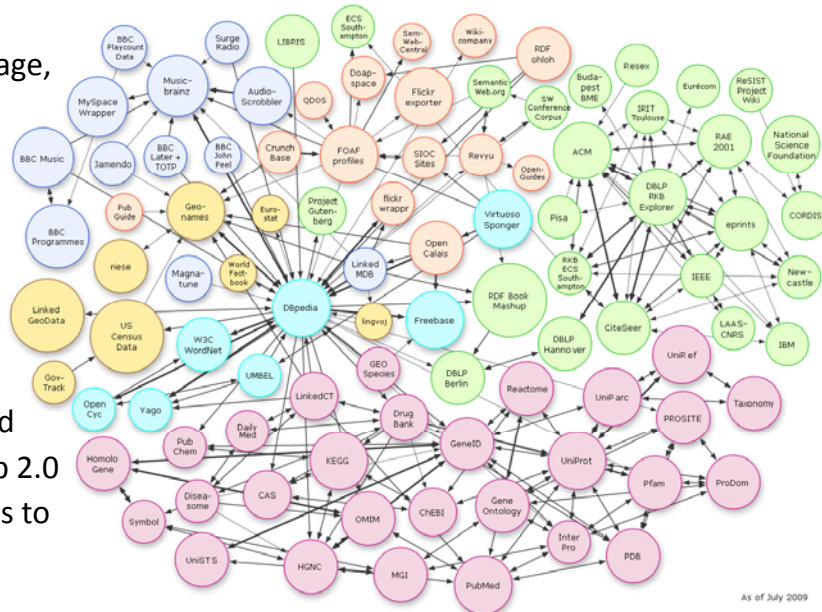 age,
BBC
Playcount
Data
Surge
Radio
LIBRIS
ECS
South-
ampton
Sem-
Web-
Central
Wiki-
company
RDF
ohloh
Music-
brainz
Audio-
Scrobbler
MySpace
Wrapper
QDOS
Doap-
space
Flickr
exporter
Semantic
Web.org
SW
Conference
Corpus
Buda-
pest
BME
Resex
IRIT
Toulouse
Eurécom
ReSIST
Project
Wiki
RAE
2001
National
Science
Foundation
BBC Music
Jamendo
BBC
Later +
TOTP
BBC
John
Peel
Crunch
Base
FOAF
profiles
SIOC
Sites
Revyu
Open-
Guides
ACM
DBLP
RKB
Explorer
Pub
Guide
Geo-
names
Euro-
stat
Project
Guten-
berg
flickr
wrappr
Virtuoso
Sponger
Pisa
eprints
CORDIS
BBC
Programmes
riese
Magna-
tune
World
Fact-
book
Linked
MDB
Open
Calais
RKB
ECS
South-
ampton
IEEE
New-
castle
Linked
GeoData
US
Census
Data
W3C
WordNet
DBpedia
lingvoj
Freebase
RDF Book
Mashup
DBLP
Hannover
CiteSeer
LAAS-
CNRS
IBM
Gov-
Track
Open
Cyc
Yago
UMBEL
GEO
Species
DBLP
Berlin
LinkedCT
Reactome
UniParc
UniRef
Taxonomy
PROSITE
d
Daily
Med
Drug
Bank
Pub
Chem
Homolo
Gene
KEGG
GeneID
UniProt
Pfam
ProDom
o 2.0
s to
Symbol
Disea-
some
CAS
OMIM
ChEBI
Gene
Ontology
Inter
Pro
PDB
UniSTS
HGNC
MGI
PubMed
As of July 2009